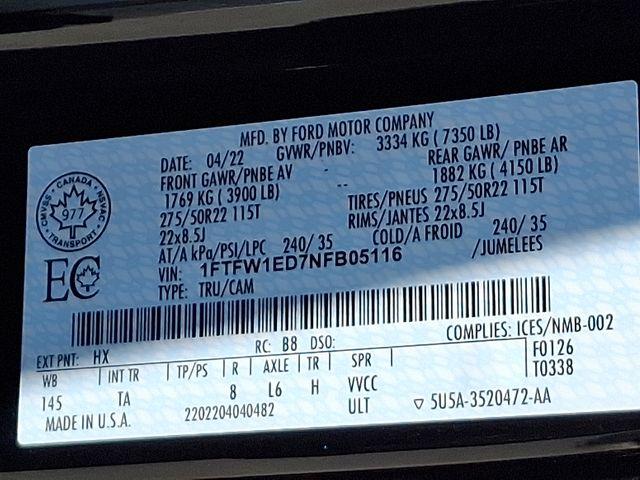 MFD. BY FORD MOTOR COMPANY
DATE: 04/22 GVWR/PNBV: 3334 KG ( 7350 LB)
FRONT GAWR/PNBE AV REAR GAWR/ PNBE AR
1769 KG ( 3900 LB) -- 1882 KG ( 4150 LB)
275/50R22 115T TIRES/PNEUS 275/50R22 115T
22x8.5J RIMS/JANTES 22x8.5J
AT/A kPa/PSI/LPC 240/ 35 COLD/A FROID 240/ 35
VIN: 1FTFW1ED7NFB05116 /JUMELEES
TYPE: TRU/CAM
CANADA
CMVSS NSVAC
977
TRANSPORT
EC
COMPLIES: ICES/NMB-002
EXT PNT: HX RC: B8 DSO: F0126
WB INT TR TP/PS R AXLE TR SPR T0338
145 TA 8 L6 H VVCC
MADE IN U.S.A. 2202204040482 ULT ▽ 5U5A-3520472-AA